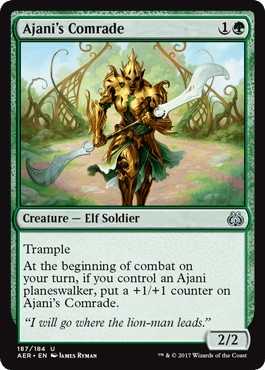 Ajani's Comrade 1
Creature — Elf Soldier
Trample
At the beginning of combat on
your turn, if you control an Ajani
planeswalker, put a +1/+1 counter on
Ajani's Comrade.
"I will go where the lion-man leads."
2/2
187/184 U
AER • EN James Ryman
™ & © 2017 Wizards of the Coast